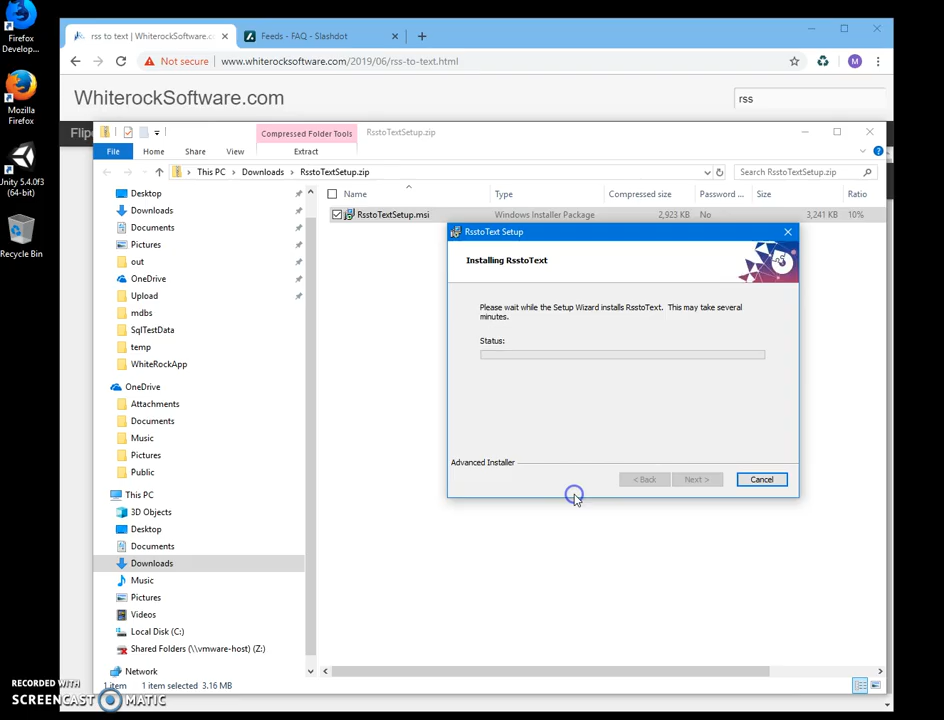 Firefox
Develop...
Mozilla
Firefox
Unity 5.4.0f3
(64-bit)
Recycle Bin
rss to text | WhiterockSoftware.c
Feeds - FAQ - Slashdot
Not secure
www.whiterocksoftware.com/2019/06/rss-to-text.html
M
WhiterockSoftware.com
rss
Flipc
Compressed Folder Tools
RsstoTextSetup.zip
File
Home
Share
View
Extract
This PC
Downloads
RsstoTextSetup.zip
Search RsstoTextSetup.zip
Name
Type
Compressed size
Password ...
Size
Ratio
RsstoTextSetup.msi
Windows Installer Package
2,923 KB
No
3,241 KB
10%
Desktop
Downloads
Documents
Pictures
out
OneDrive
Upload
mdbs
SqlTestData
temp
WhiteRockApp
OneDrive
Attachments
Documents
Music
Pictures
Public
This PC
3D Objects
Desktop
Documents
Downloads
Music
Pictures
Videos
Local Disk (C:)
Shared Folders (\\vmware-host) (Z:)
Network
1 item
1 item selected 3.16 MB
RsstoText Setup
Installing RsstoText
Please wait while the Setup Wizard installs RsstoText. This may take several
minutes.
Status:
Advanced Installer
< Back
Next >
Cancel
RECORDED WITH
SCREENCAST MATIC